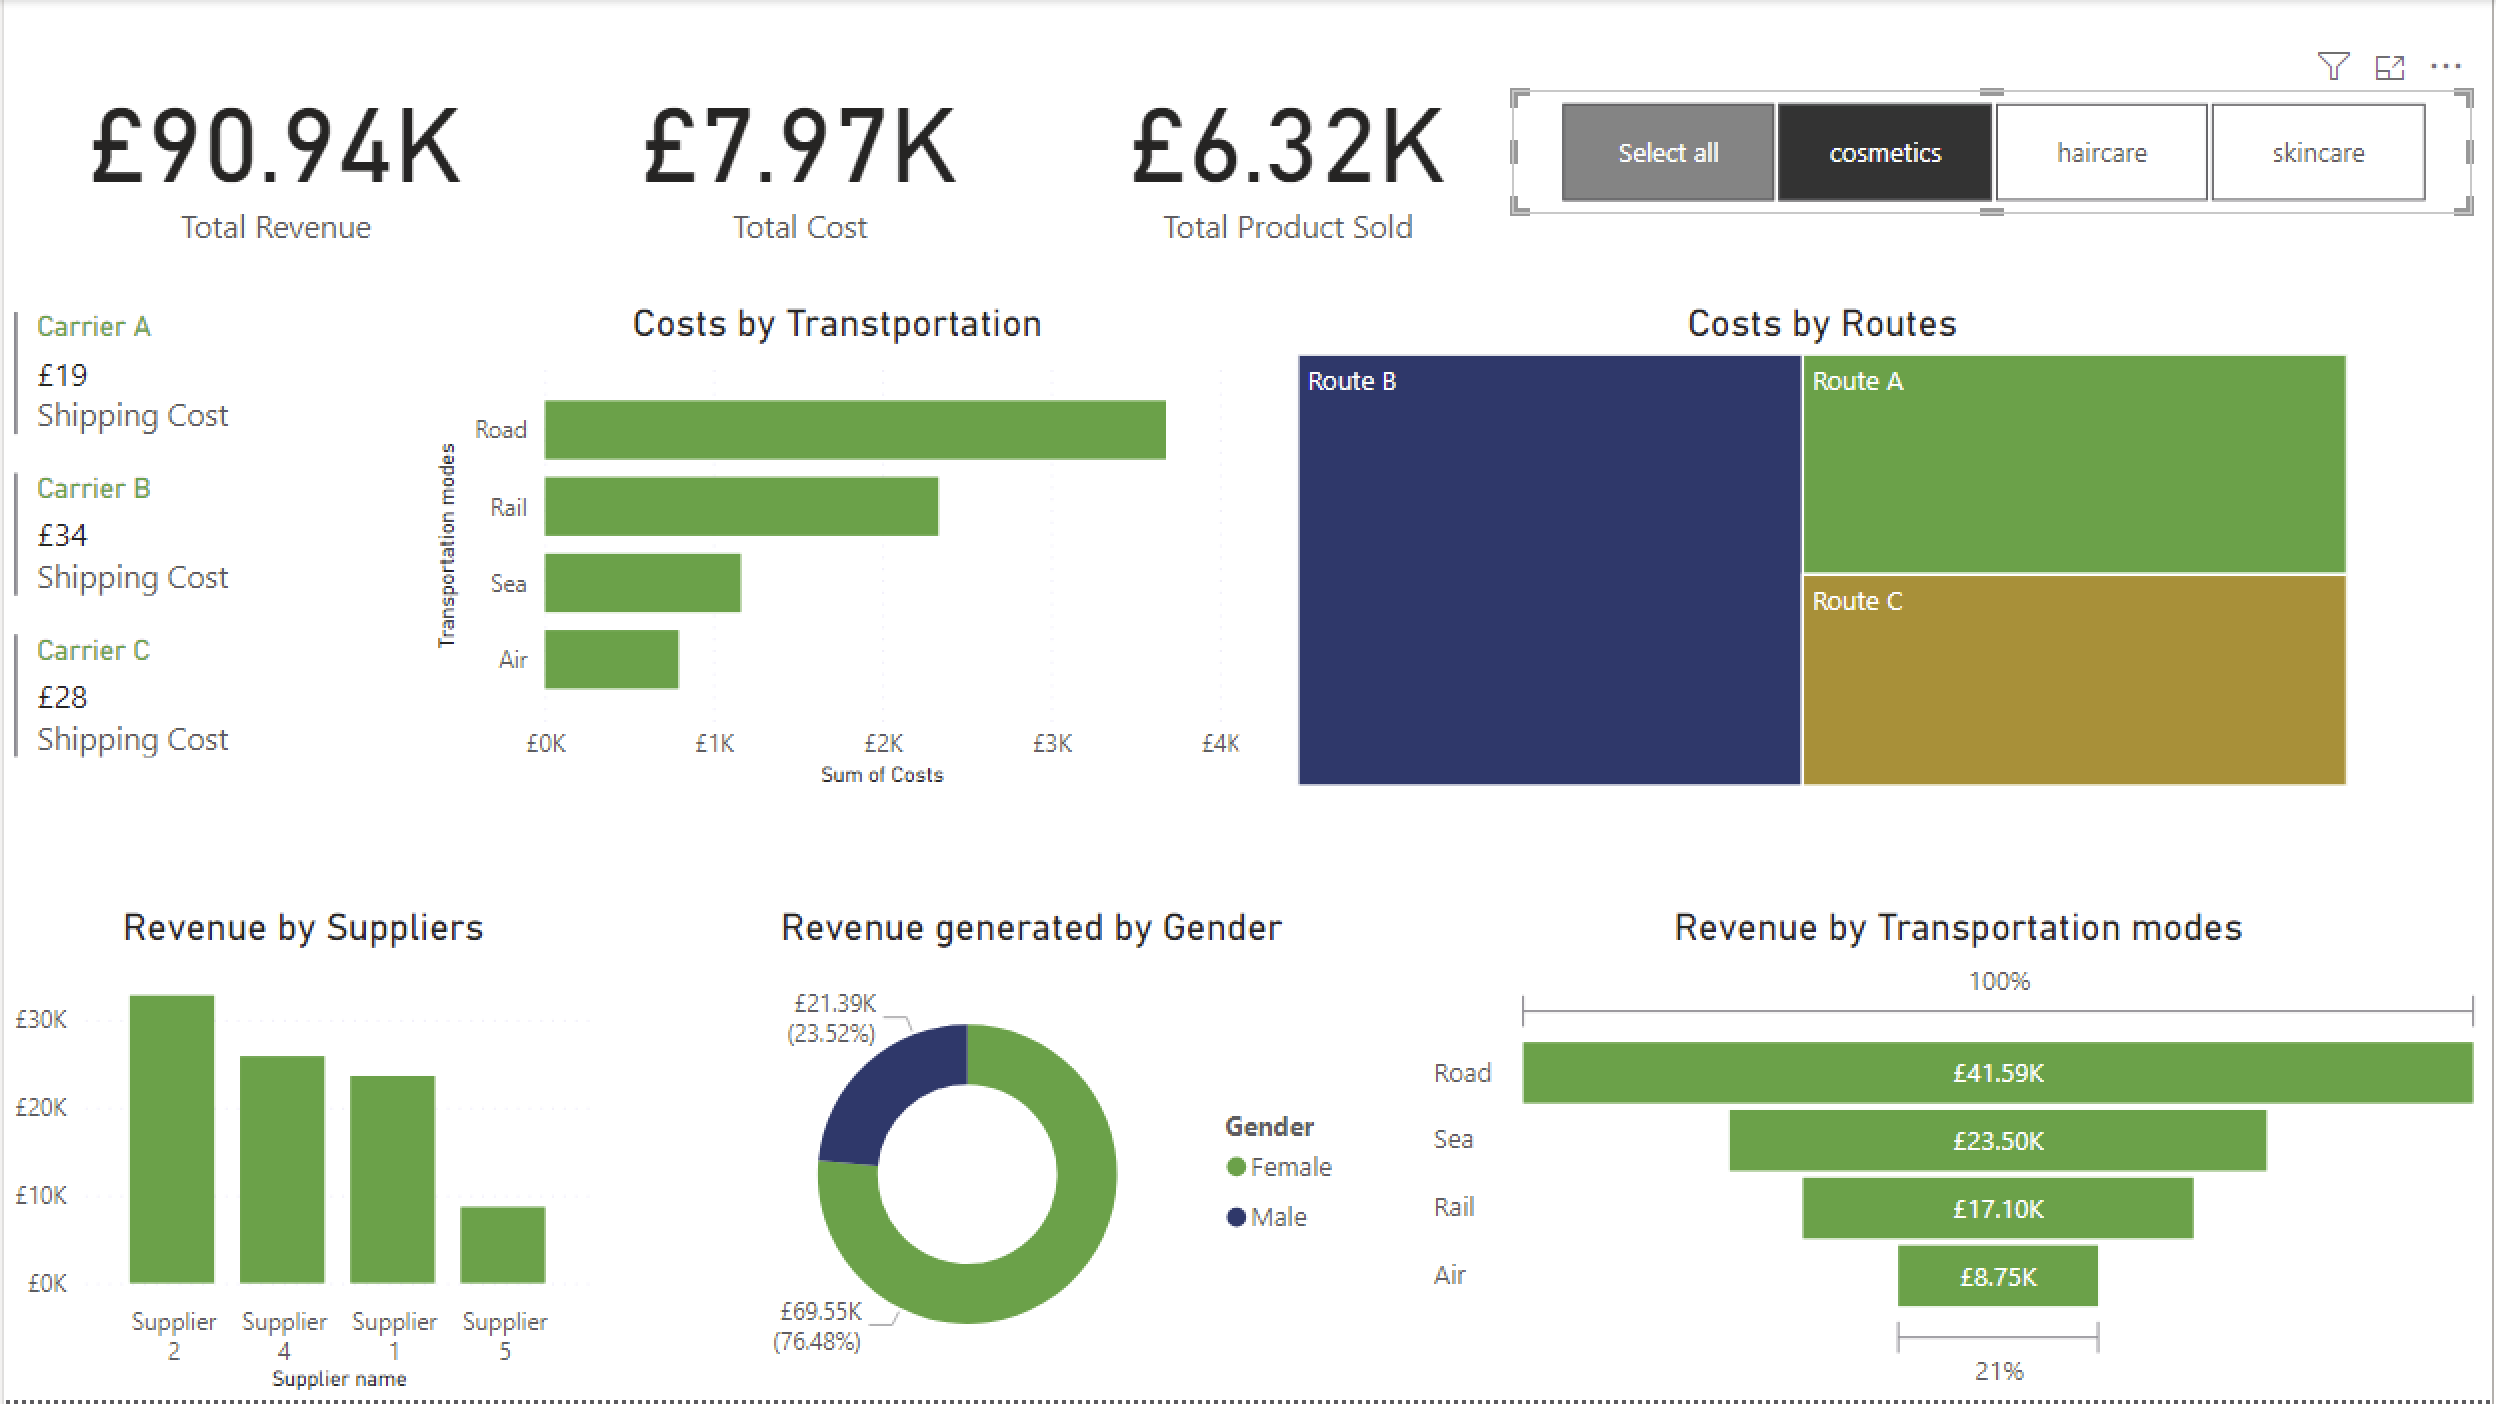 £90.94K
Total Revenue
£7.97K
Total Cost
£6.32K
Total Product Sold
Select all
cosmetics
haircare
skincare
Carrier A
£19
Shipping Cost
Carrier B
£34
Shipping Cost
Carrier C
£28
Shipping Cost
Costs by Transtportation
Transportation modes
Road
Rail
Sea
Air
£0K £1K £2K £3K £4K
Sum of Costs
Costs by Routes
Route B
Route A
Route C
Revenue by Suppliers
£30K
£20K
£10K
£0K
Supplier 2
Supplier 4
Supplier 1
Supplier 5
Supplier name
Revenue generated by Gender
£21.39K
(23.52%)
£69.55K
(76.48%)
Gender
Female
Male
Revenue by Transportation modes
100%
Road £41.59K
Sea £23.50K
Rail £17.10K
Air £8.75K
21%